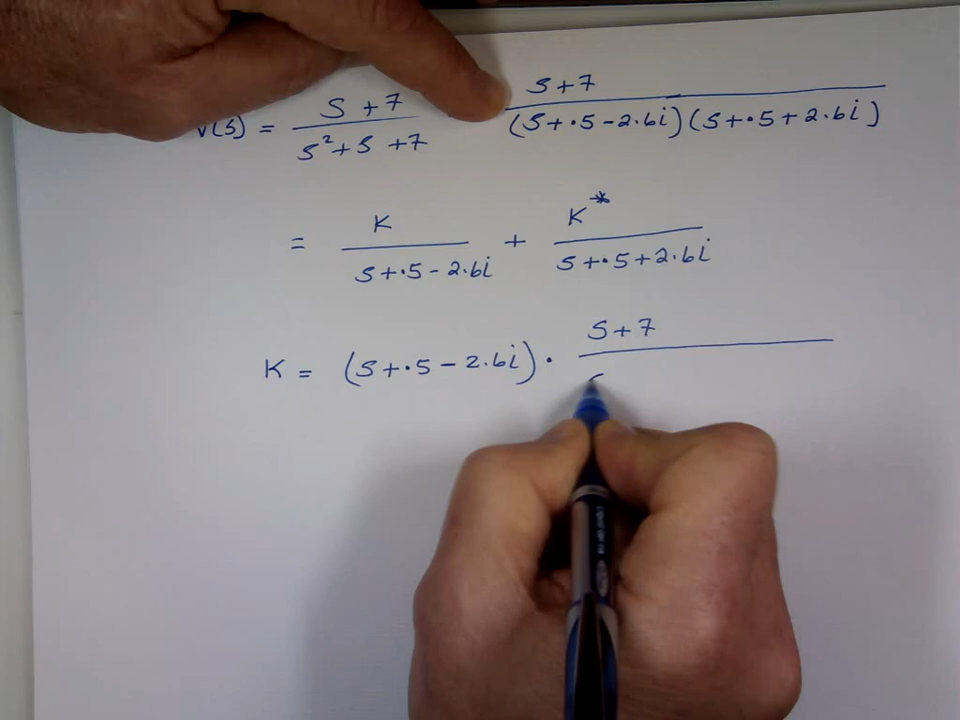 V(s) = S+7 / s²+s+7   s+7 / (s+.5-2.6i)(s+.5+2.6i)
= K / s+.5-2.6i + K* / s+.5+2.6i
K = (s+.5-2.6i) · s+7